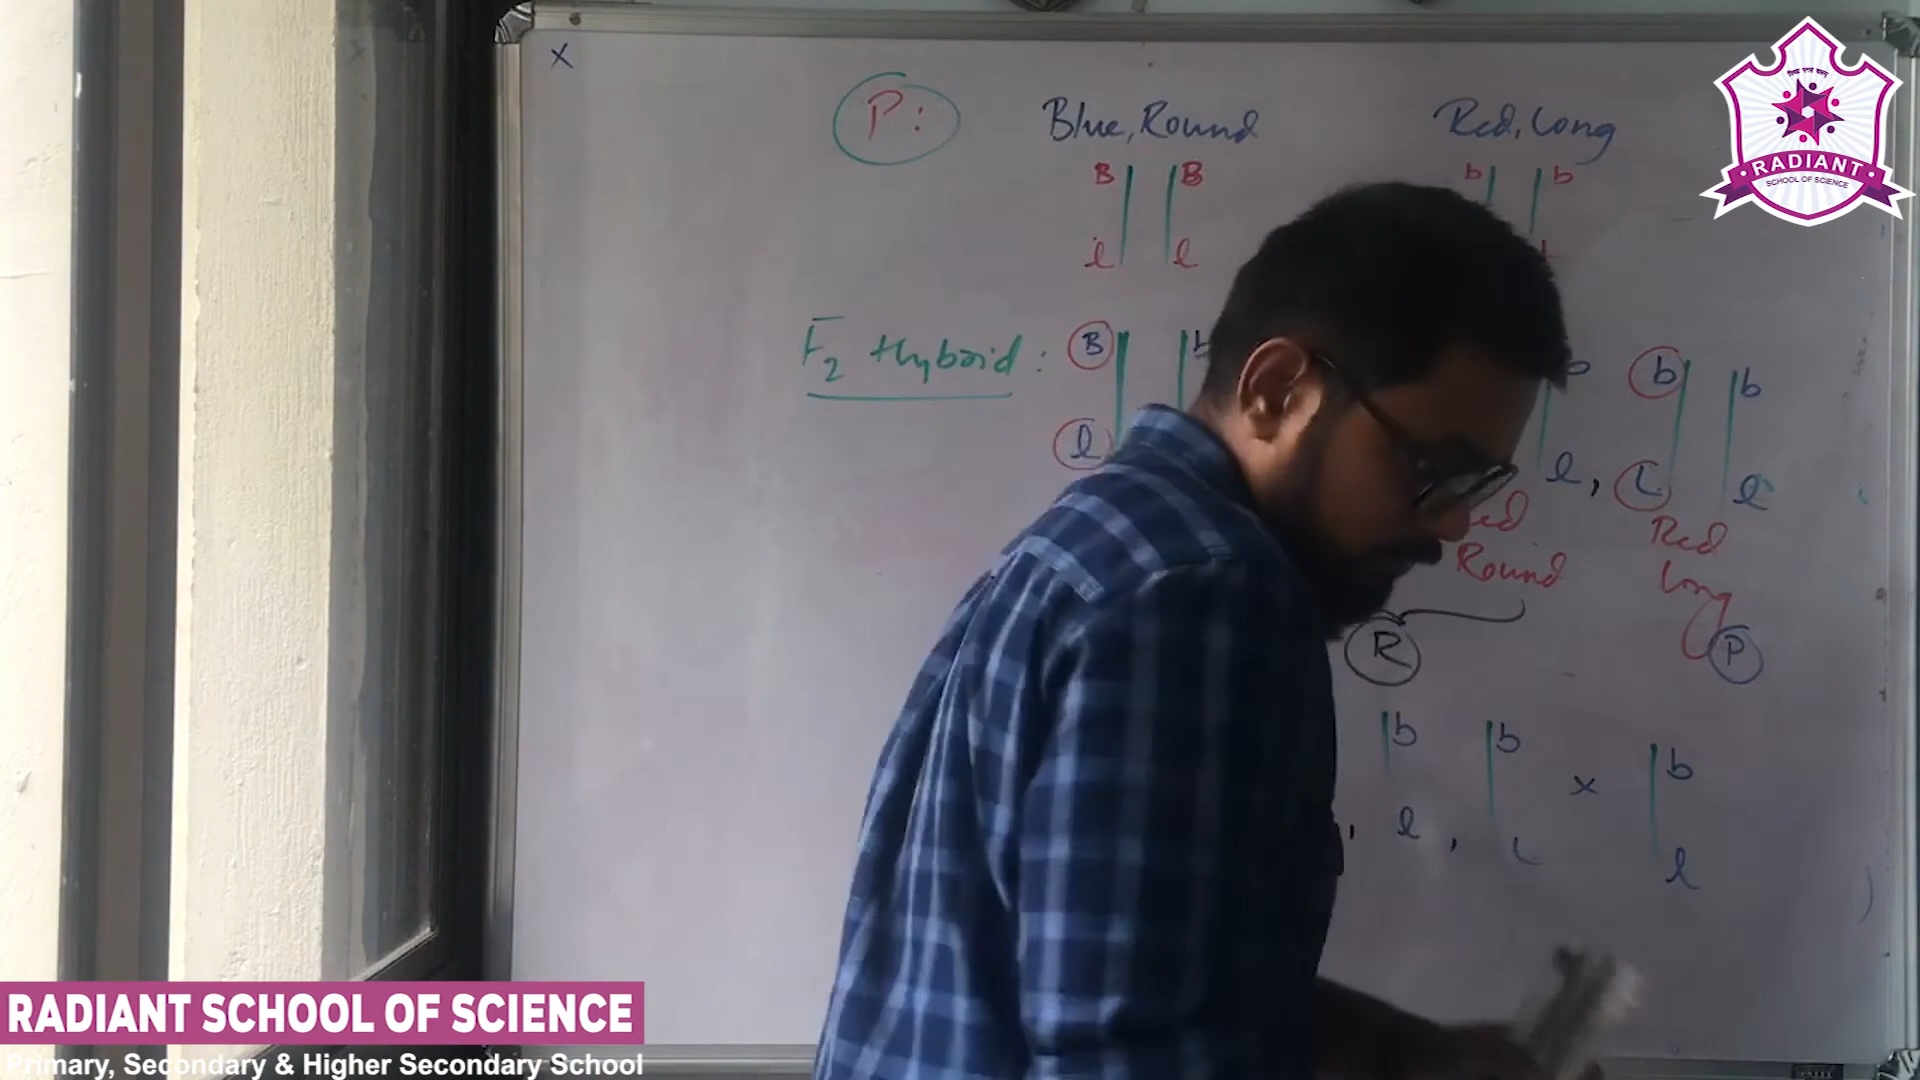 x
P: Blue, Round Red, Long
B B b b
l l
F2 Hybrid: B b b b
l l, L l
Red
Round Red
Long
R P
b b x b
, l , L l
RADIANT
SCHOOL OF SCIENCE
RADIANT SCHOOL OF SCIENCE
Primary, Secondary & Higher Secondary School